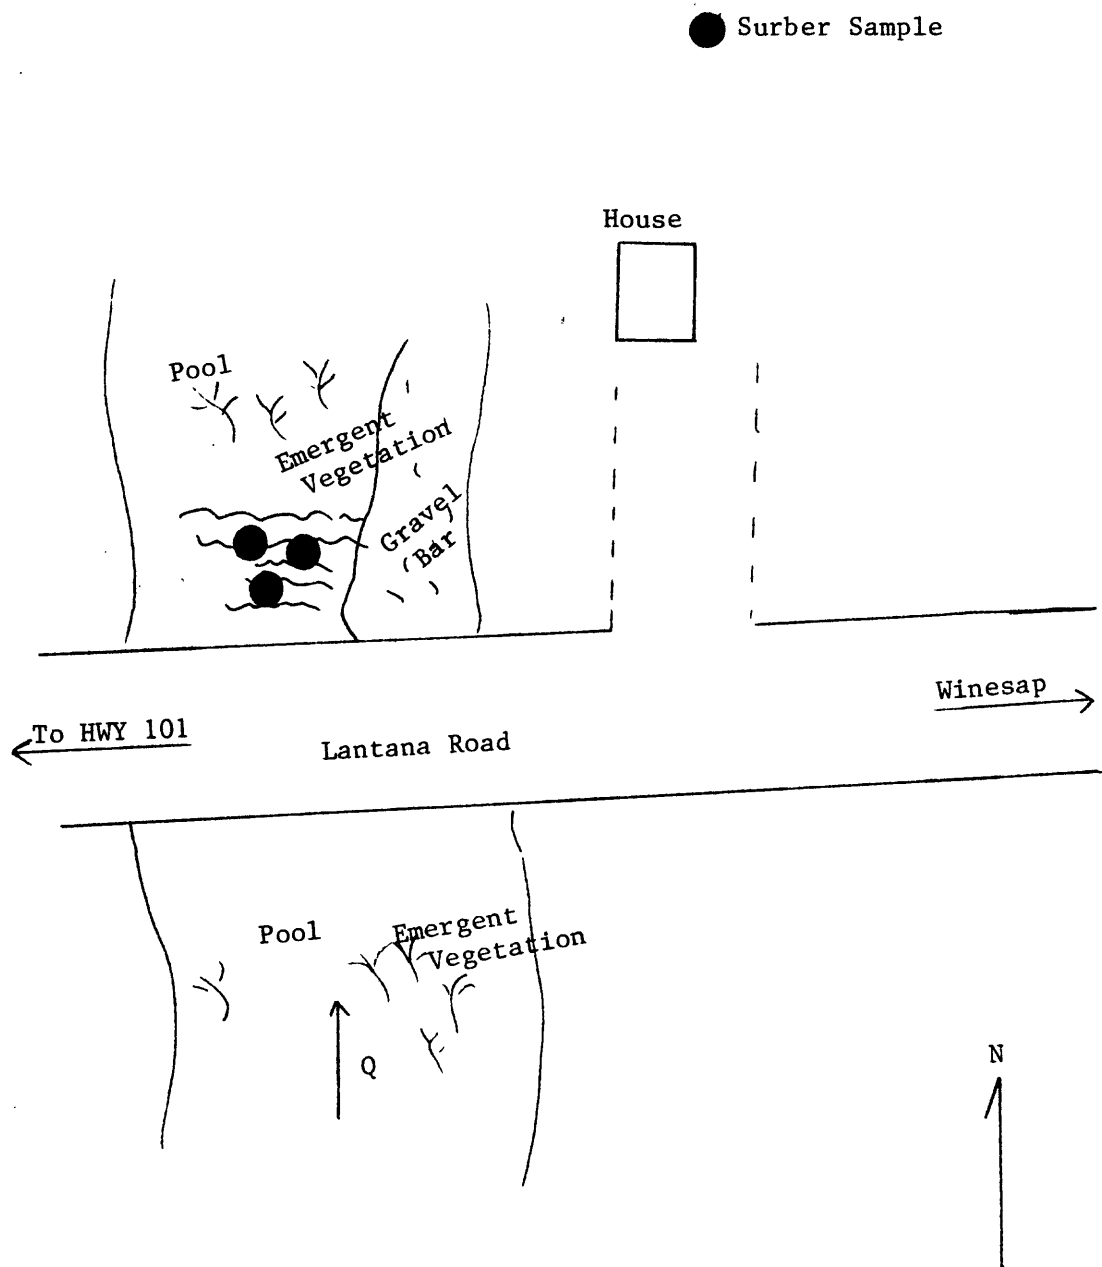 Surber Sample
House
Pool
Emergent
Vegetation
Gravel
Bar
Winesap
To HWY 101
Lantana Road
Pool
Emergent
Vegetation
Q
N